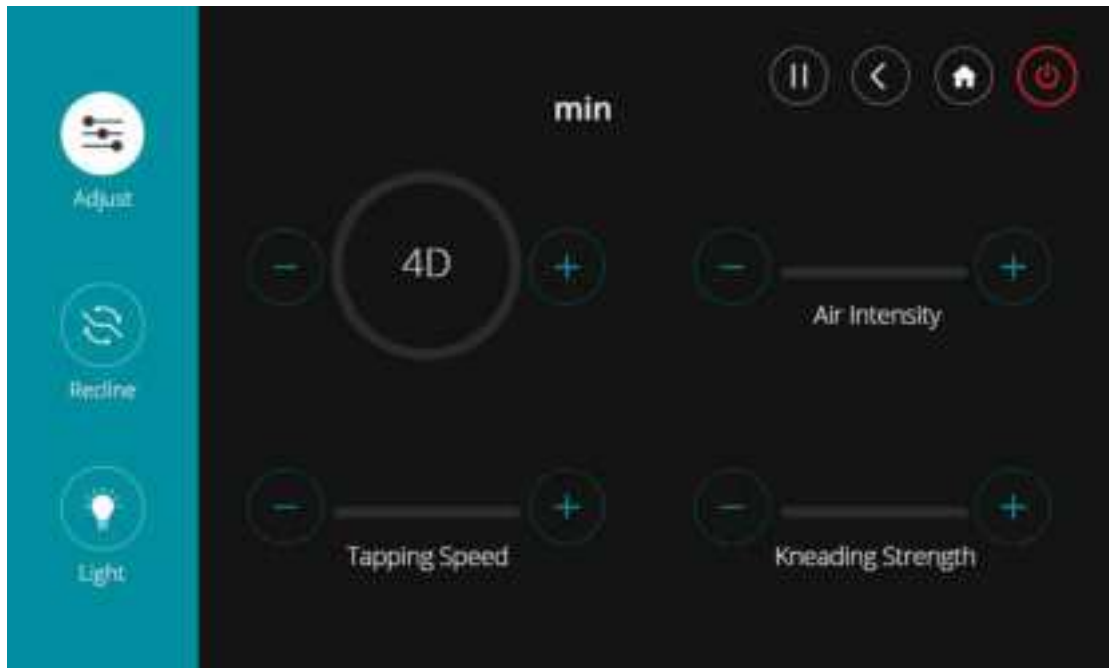 min
Adjust
4D
Air Intensity
Recline
Tapping Speed
Kneading Strength
Light